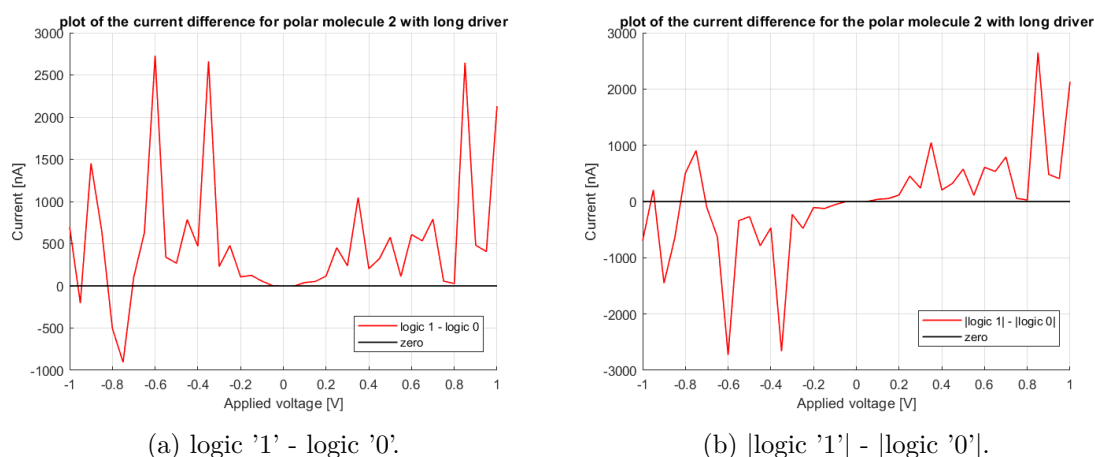 plot of the current difference for polar molecule 2 with long driver
3000
2500
2000
1500
1000
500
0
-500
-1000
Current [nA]
-1 -0.8 -0.6 -0.4 -0.2 0 0.2 0.4 0.6 0.8 1
Applied voltage [V]
logic 1 - logic 0
zero
(a) logic '1' - logic '0'.
plot of the current difference for the polar molecule 2 with long driver
3000
2000
1000
0
-1000
-2000
-3000
Current [nA]
-1 -0.8 -0.6 -0.4 -0.2 0 0.2 0.4 0.6 0.8 1
Applied voltage [V]
|logic 1| - |logic 0|
zero
(b) |logic '1'| - |logic '0'|.